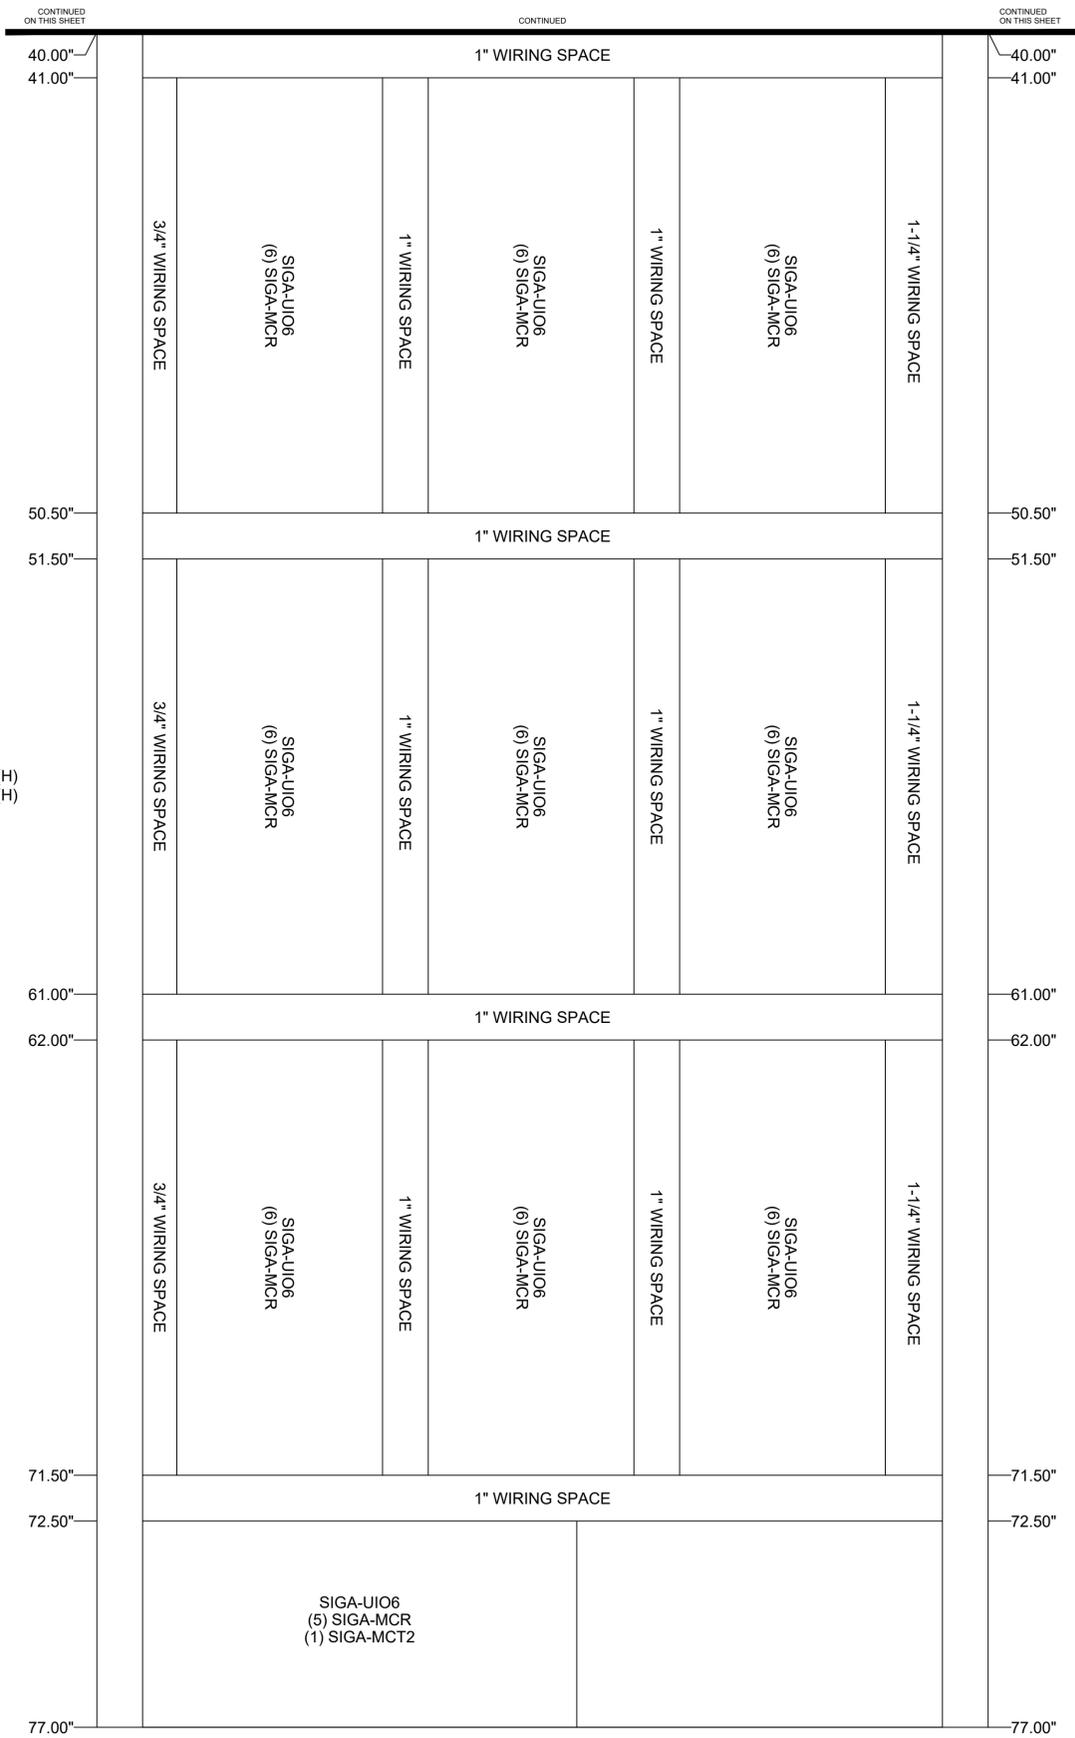 CONTINUED
ON THIS SHEET
CONTINUED
CONTINUED
ON THIS SHEET
40.00"
1" WIRING SPACE
40.00"
41.00"
41.00"
3/4" WIRING SPACE
SIGA-UIO6
(6) SIGA-MCR
1" WIRING SPACE
SIGA-UIO6
(6) SIGA-MCR
1" WIRING SPACE
SIGA-UIO6
(6) SIGA-MCR
1-1/4" WIRING SPACE
50.50"
50.50"
1" WIRING SPACE
51.50"
51.50"
H)
H)
3/4" WIRING SPACE
SIGA-UIO6
(6) SIGA-MCR
1" WIRING SPACE
SIGA-UIO6
(6) SIGA-MCR
1" WIRING SPACE
SIGA-UIO6
(6) SIGA-MCR
1-1/4" WIRING SPACE
61.00"
61.00"
1" WIRING SPACE
62.00"
62.00"
3/4" WIRING SPACE
SIGA-UIO6
(6) SIGA-MCR
1" WIRING SPACE
SIGA-UIO6
(6) SIGA-MCR
1" WIRING SPACE
SIGA-UIO6
(6) SIGA-MCR
1-1/4" WIRING SPACE
71.50"
71.50"
1" WIRING SPACE
72.50"
72.50"
SIGA-UIO6
(5) SIGA-MCR
(1) SIGA-MCT2
77.00"
77.00"